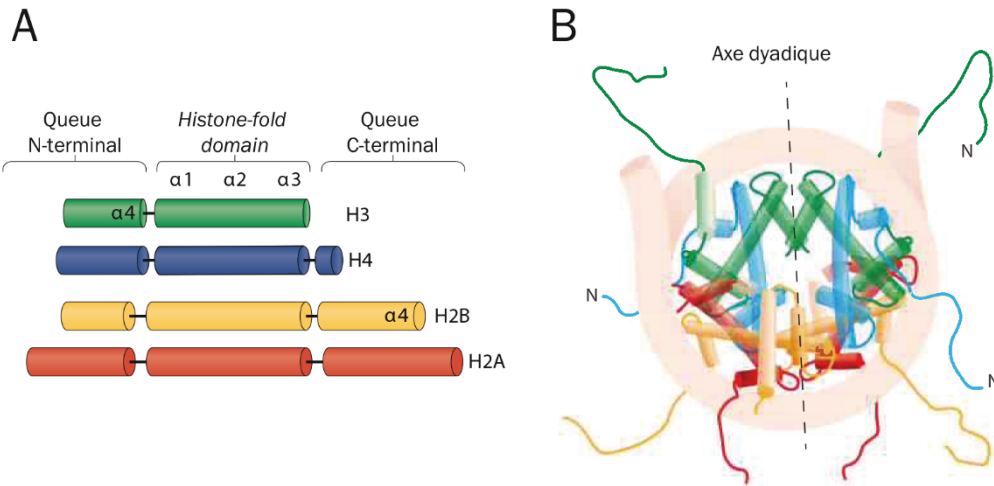 A
Queue
N-terminal
Histone-fold
domain
Queue
C-terminal
α1 α2 α3
α4
H3
H4
α4
H2B
H2A
B
Axe dyadique
N
N
N